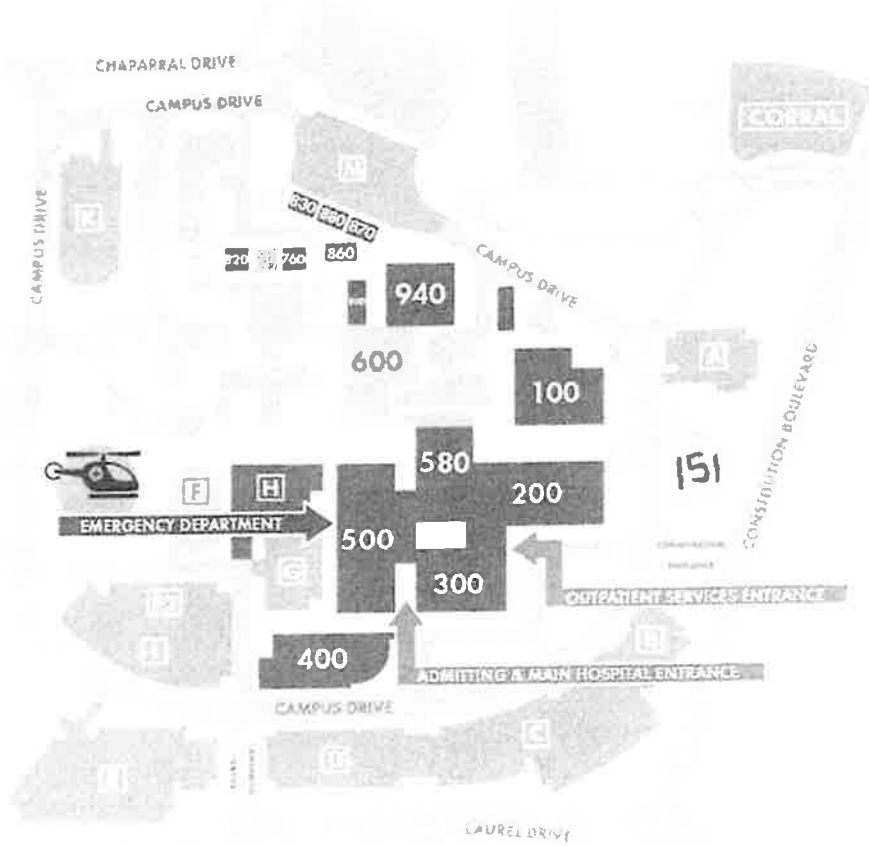 CHAPARRAL DRIVE
CAMPUS DRIVE
CORRAL
CAMPUS DRIVE
K
M
830 880 870
820
760
860
CAMPUS DRIVE
940
600
100
CONSTITUTION BOULEVARD
580
151
F
H
200
EMERGENCY DEPARTMENT
500
G
300
OUTPATIENT SERVICES ENTRANCE
B
400
ADMITTING & MAIN HOSPITAL ENTRANCE
CAMPUS DRIVE
C
D
LAUREL DRIVE